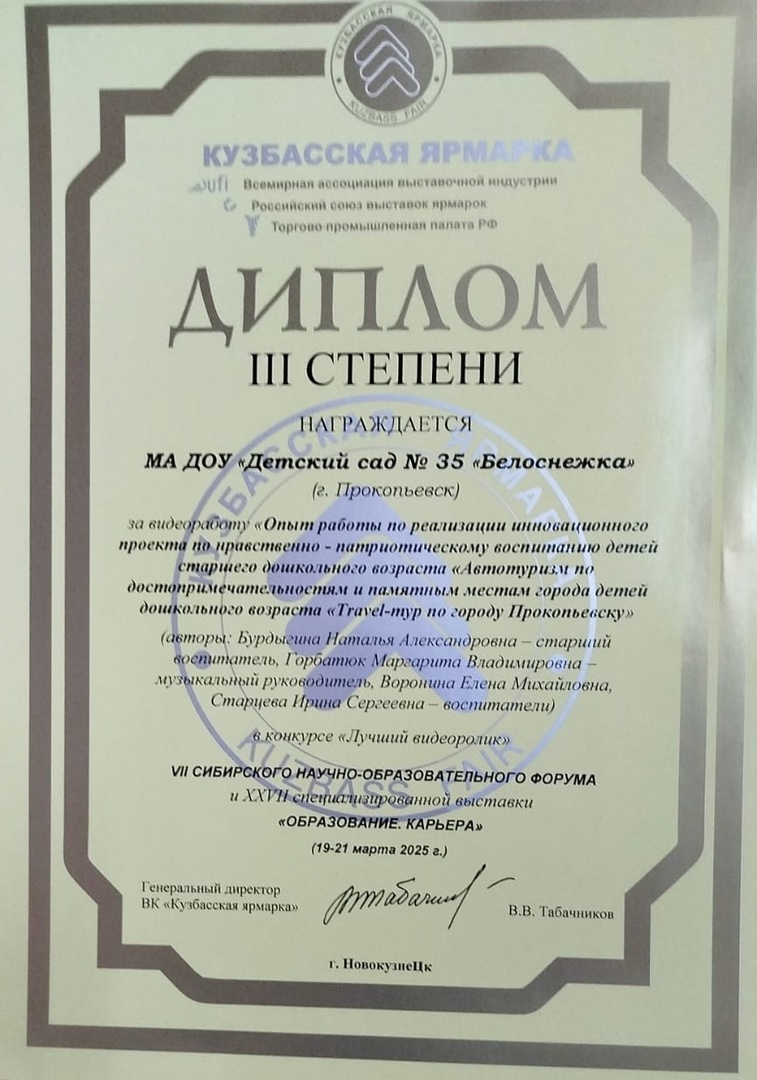 КУЗБАССКАЯ ЯРМАРКА
KUZBASS FAIR
КУЗБАССКАЯ ЯРМАРКА
ufi Всемирная ассоциация выставочной индустрии
Российский союз выставок ярмарок
Торгово-промышленная палата РФ
ДИПЛОМ
III СТЕПЕНИ
НАГРАЖДАЕТСЯ
МА ДОУ «Детский сад № 35 «Белоснежка»
(г. Прокопьевск)
за видеоработу «Опыт работы по реализации инновационного
проекта по нравственно - патриотическому воспитанию детей
старшего дошкольного возраста «Автотуризм по
достопримечательностям и памятным местам города детей
дошкольного возраста «Travel-тур по городу Прокопьевску»
(авторы: Бурдыгина Наталья Александровна – старший
воспитатель, Горбатюк Маргарита Владимировна –
музыкальный руководитель, Воронина Елена Михайловна,
Старцева Ирина Сергеевна – воспитатели)
в конкурсе «Лучший видеоролик»
VII СИБИРСКОГО НАУЧНО-ОБРАЗОВАТЕЛЬНОГО ФОРУМА
и XXVII специализированной выставки
«ОБРАЗОВАНИЕ. КАРЬЕРА»
(19-21 марта 2025 г.)
КУЗБАССКАЯ ЯРМАРКА
KUZBASS FAIR
Генеральный директор
ВК «Кузбасская ярмарка»
В.В. Табачников
г. НовокузнеЦк